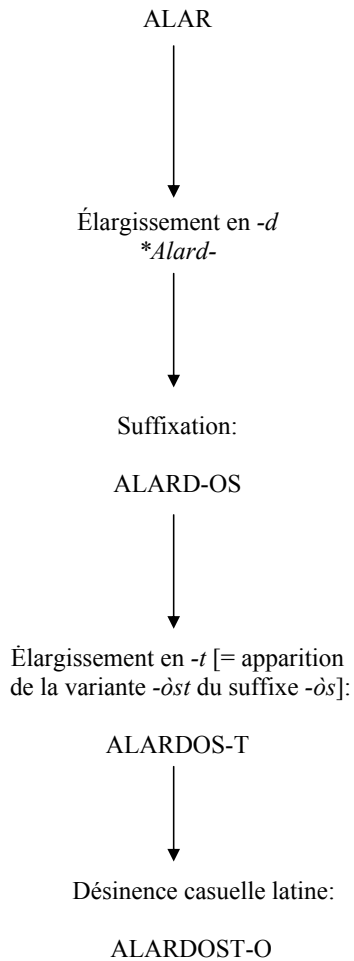 ALAR
Élargissement en -d
*Alard-
Suffixation:
ALARD-OS
Élargissement en -t [= apparition
de la variante -òst du suffixe -òs]:
ALARDOS-T
Désinence casuelle latine:
ALARDOST-O